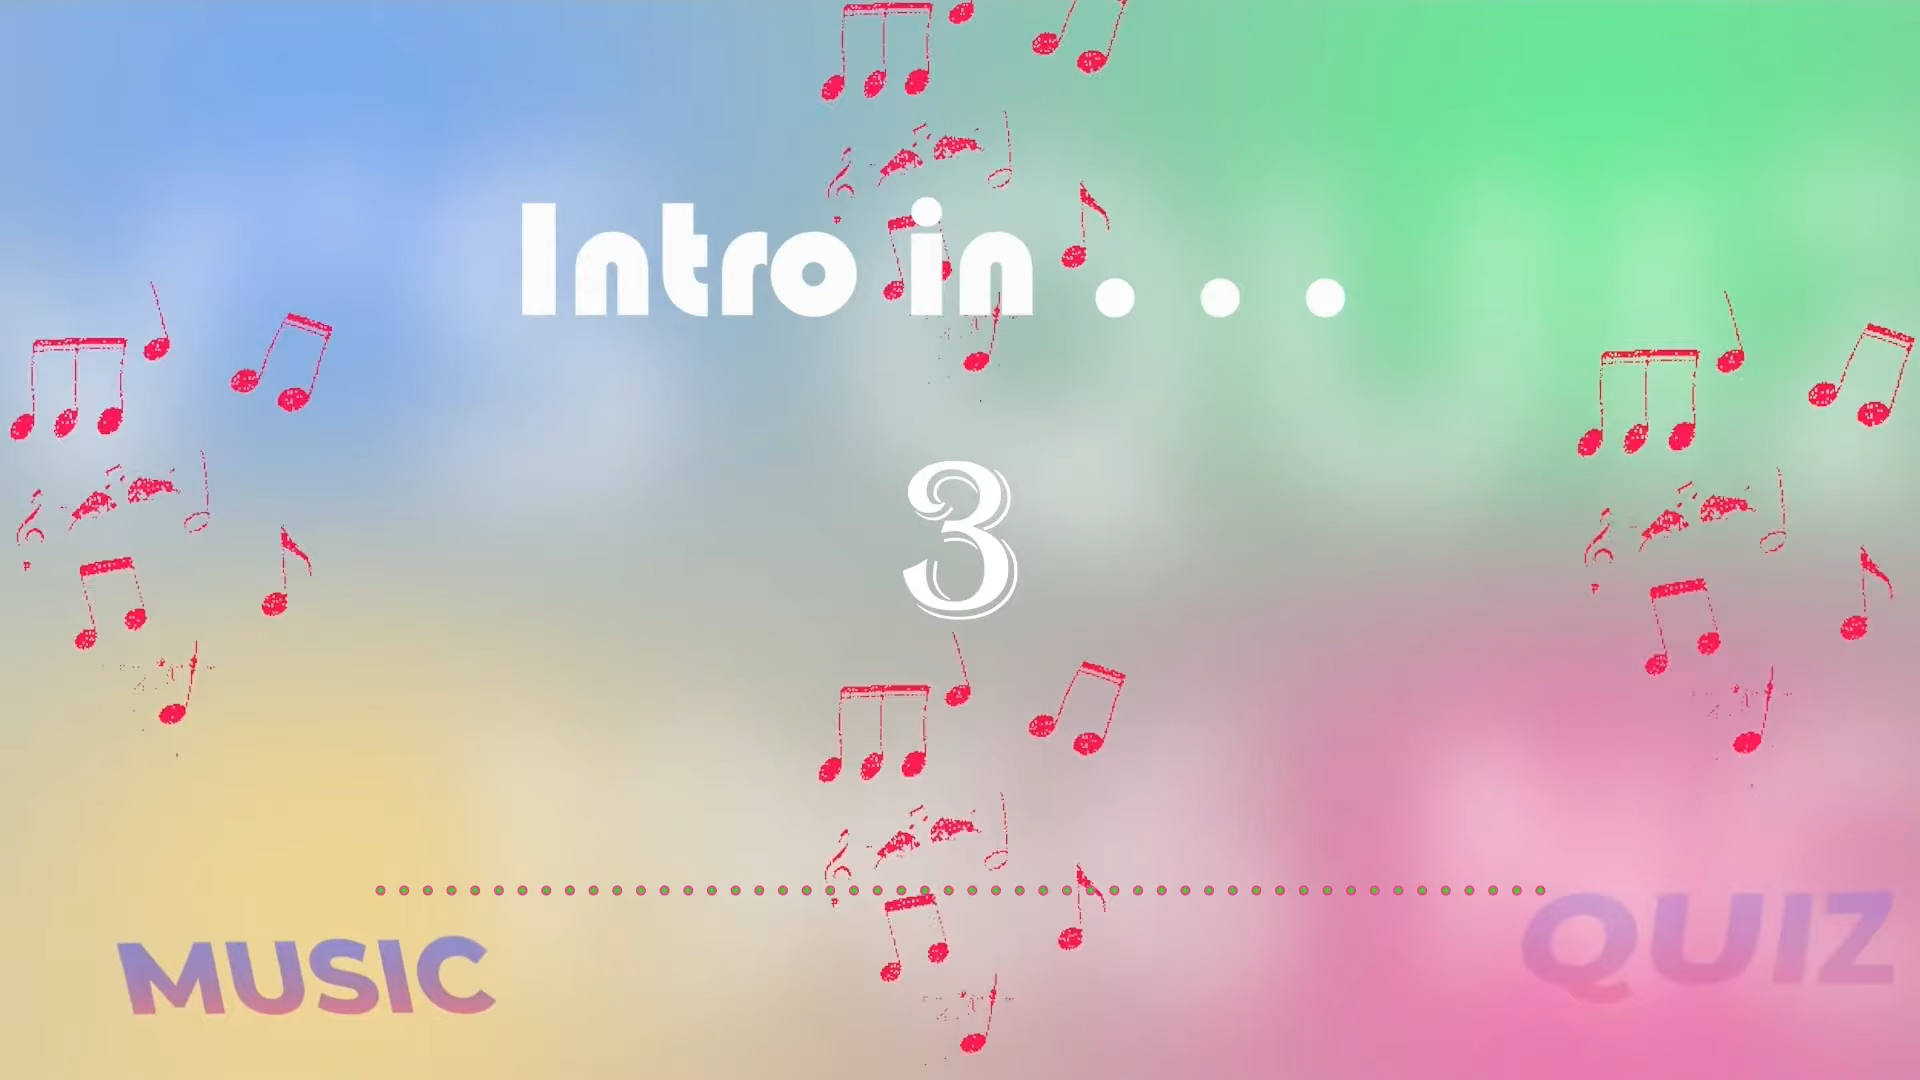 Intro in . . .
3
MUSIC
QUIZ